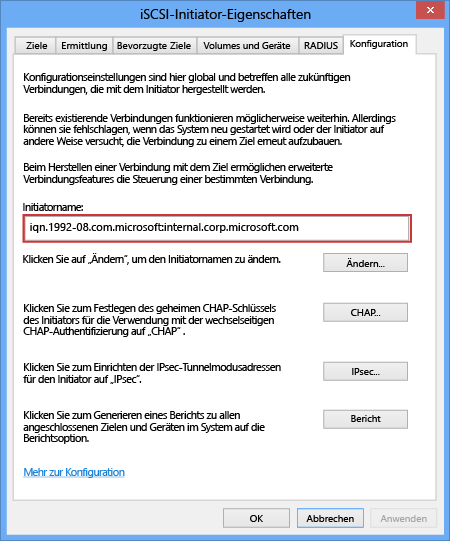 iSCSI-Initiator-Eigenschaften
Ziele Ermittlung Bevorzugte Ziele Volumes und Geräte RADIUS Konfiguration
Konfigurationseinstellungen sind hier global und betreffen alle zukünftigen
Verbindungen, die mit dem Initiator hergestellt werden.
Bereits existierende Verbindungen funktionieren möglicherweise weiterhin. Allerdings
können sie fehlschlagen, wenn das System neu gestartet wird oder der Initiator auf
andere Weise versucht, die Verbindung zu einem Ziel erneut aufzubauen.
Beim Herstellen einer Verbindung mit dem Ziel ermöglichen erweiterte
Verbindungsfeatures die Steuerung einer bestimmten Verbindung.
Initiatorname:
iqn.1992-08.com.microsoft:internal.corp.microsoft.com
Klicken Sie auf „Ändern“, um den Initiatornamen zu ändern.
Ändern...
Klicken Sie zum Festlegen des geheimen CHAP-Schlüssels
des Initiators für die Verwendung mit der wechselseitigen
CHAP-Authentifizierung auf „CHAP“ .
CHAP...
Klicken Sie zum Einrichten der IPsec-Tunnelmodusadressen
für den Initiator auf „IPsec“.
IPsec...
Klicken Sie zum Generieren eines Berichts zu allen
angeschlossenen Zielen und Geräten im System auf die
Berichtsoption.
Bericht
Mehr zur Konfiguration
OK Abbrechen Anwenden